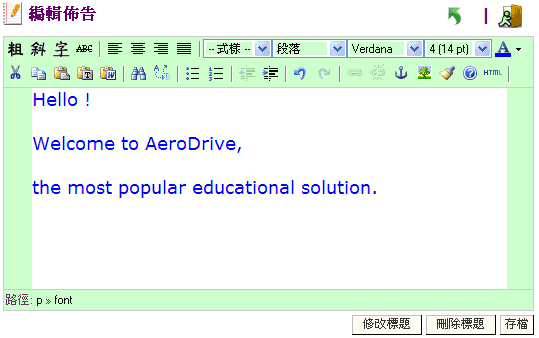 編輯佈告
粗 斜 字 ABC -- 式樣 -- 段落 Verdana 4 (14 pt) A
HTML
Hello !
Welcome to AeroDrive,
the most popular educational solution.
路徑: p » font
修改標題 刪除標題 存檔